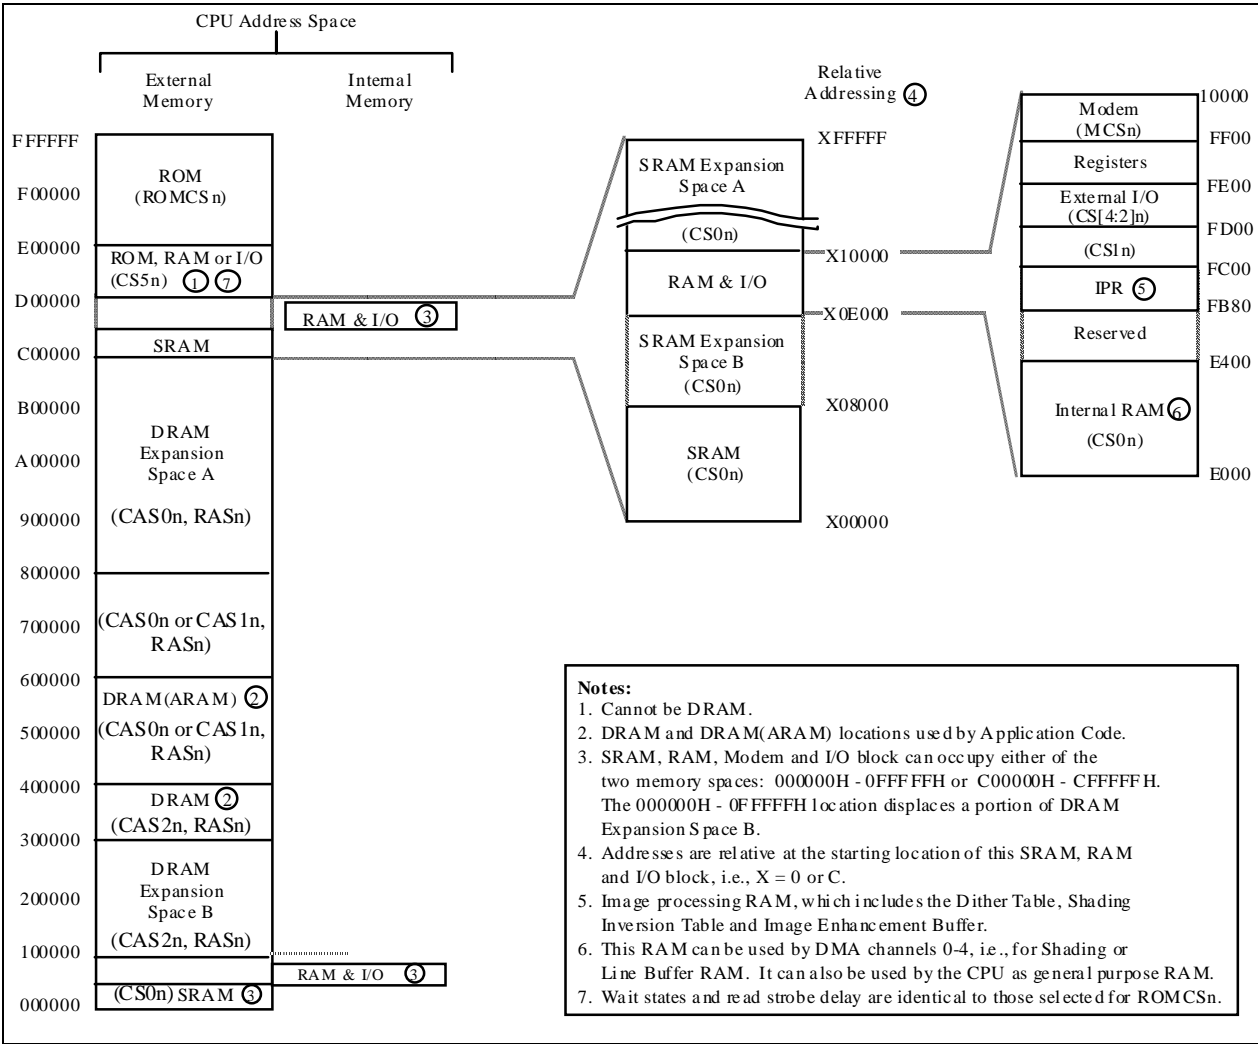 CPU Address Space
External
Memory
Internal
Memory
FFFFFF
F00000
E00000
D00000
C00000
B00000
A00000
900000
800000
700000
600000
500000
400000
300000
200000
100000
000000
ROM
(ROMCSn)
ROM, RAM or I/O
(CS5n) 1 7
SRAM
DRAM
Expansion
Space A
(CAS0n, RASn)
(CAS0n or CAS1n,
RASn)
DRAM(ARAM) 2
(CAS0n or CAS1n,
RASn)
DRAM 2
(CAS2n, RASn)
DRAM
Expansion
Space B
(CAS2n, RASn)
(CS0n) SRAM 3
RAM & I/O 3
RAM & I/O 3
Relative
Addressing 4
SRAM Expansion
Space A
(CS0n)
RAM & I/O
SRAM Expansion
Space B
(CS0n)
SRAM
(CS0n)
XFFFFF
X10000
X0E000
X08000
X00000
Modem
(MCSn)
Registers
External I/O
(CS[4:2]n)
(CS1n)
IPR 5
Reserved
Internal RAM 6
(CS0n)
10000
FF00
FE00
FD00
FC00
FB80
E400
E000
Notes:
1. Cannot be DRAM.
2. DRAM and DRAM(ARAM) locations used by Application Code.
3. SRAM, RAM, Modem and I/O block can occupy either of the
two memory spaces: 000000H - 0FFFFFH or C00000H - CFFFFFH.
The 000000H - 0FFFFFH location displaces a portion of DRAM
Expansion Space B.
4. Addresses are relative at the starting location of this SRAM, RAM
and I/O block, i.e., X = 0 or C.
5. Image processing RAM, which includes the Dither Table, Shading
Inversion Table and Image Enhancement Buffer.
6. This RAM can be used by DMA channels 0-4, i.e., for Shading or
Line Buffer RAM. It can also be used by the CPU as general purpose RAM.
7. Wait states and read strobe delay are identical to those selected for ROMCSn.